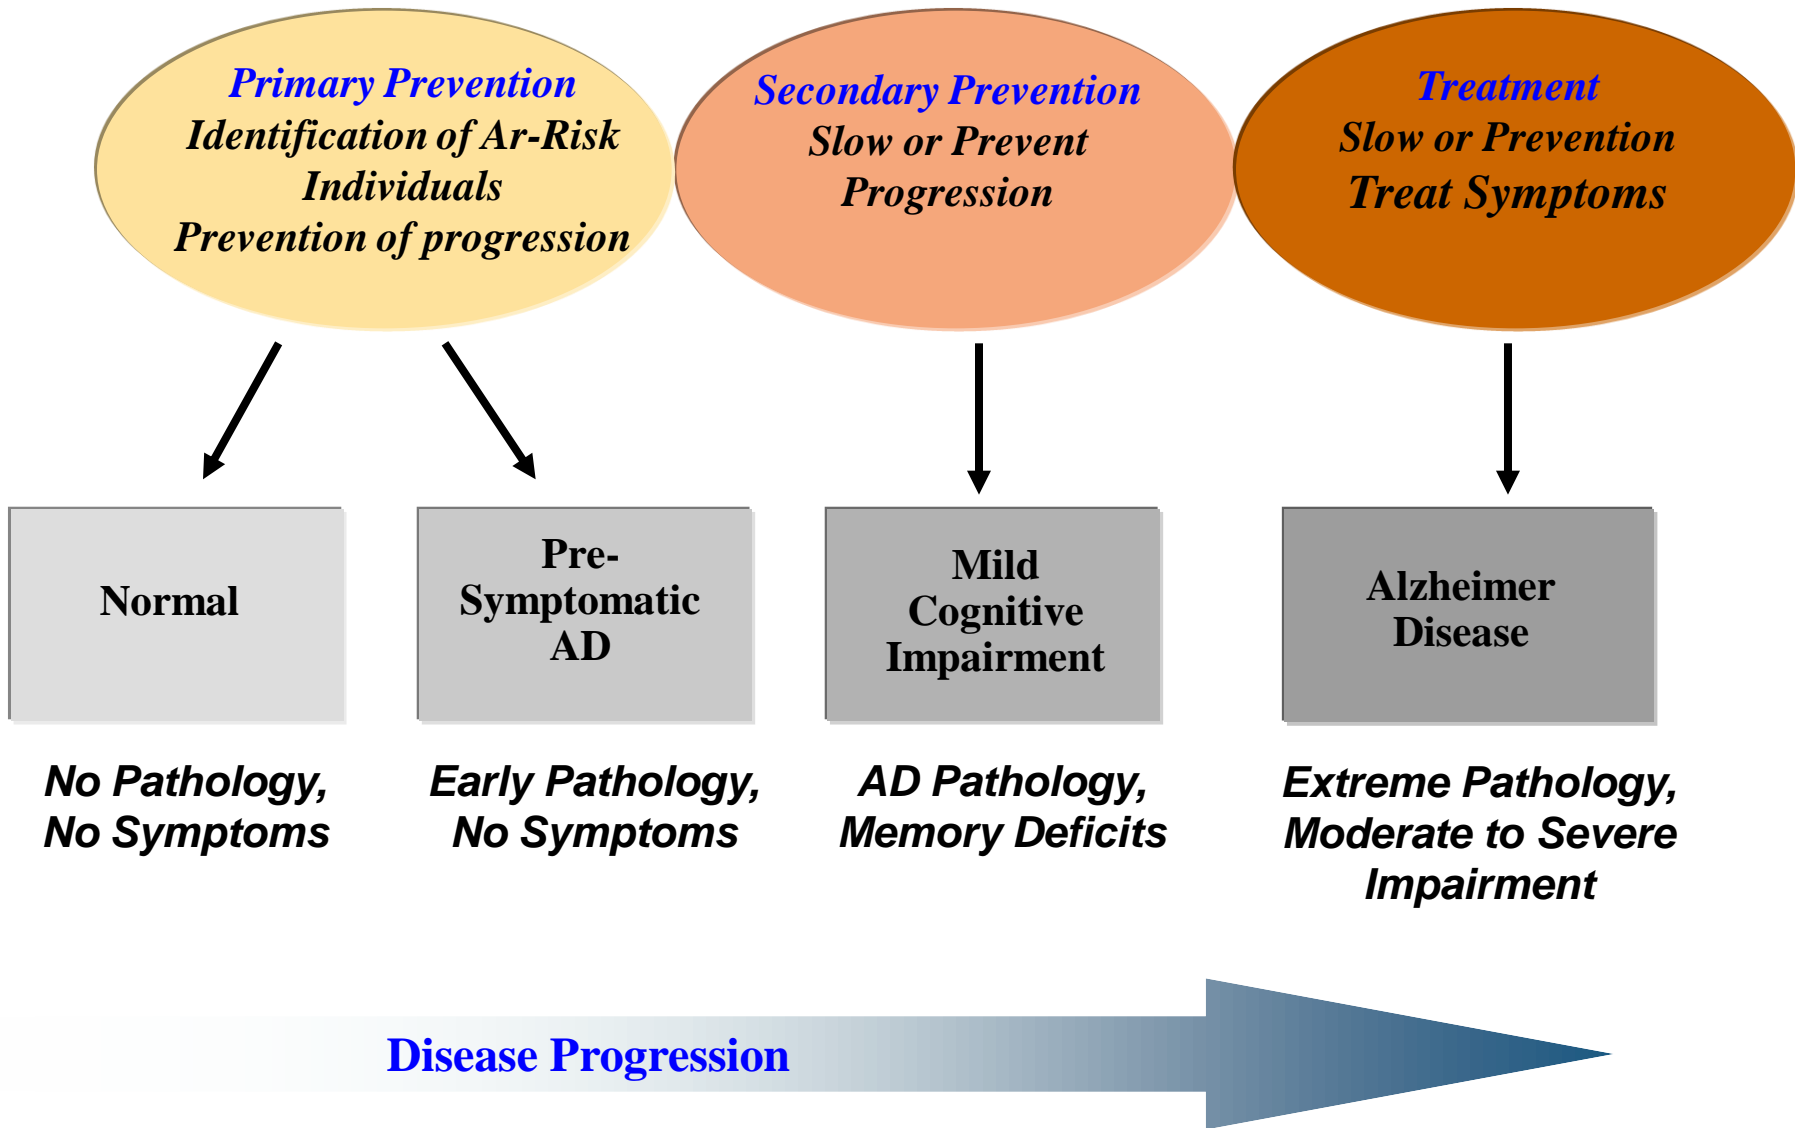 Primary Prevention
Identification of Ar-Risk
Individuals
Prevention of progression
Secondary Prevention
Slow or Prevent
Progression
Treatment
Slow or Prevention
Treat Symptoms
Normal
Pre-
Symptomatic
AD
Mild
Cognitive
Impairment
Alzheimer
Disease
No Pathology,
No Symptoms
Early Pathology,
No Symptoms
AD Pathology,
Memory Deficits
Extreme Pathology,
Moderate to Severe
Impairment
Disease Progression